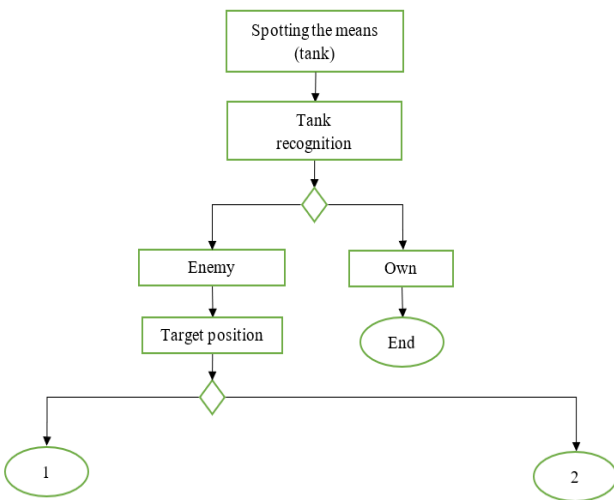 Spotting the means
(tank)
Tank
recognition
Enemy
Own
Target position
End
1
2